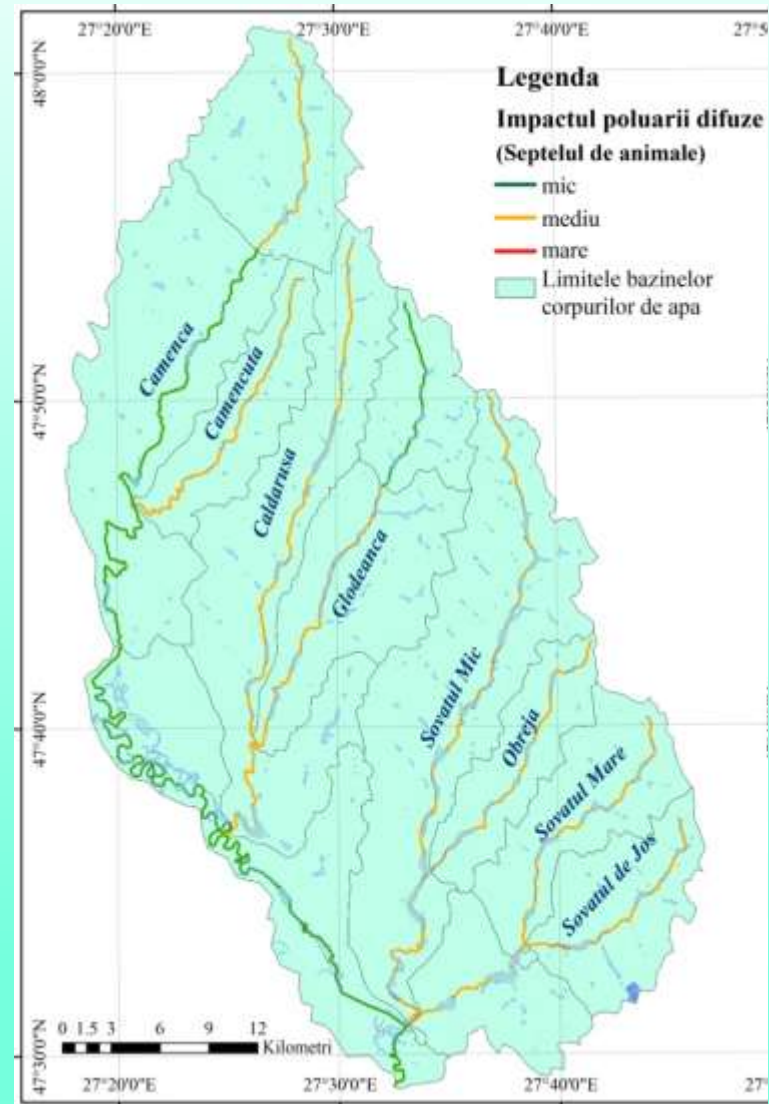 27°20'0"E 27°30'0"E 27°40'0"E 27°5
48°0'0"N
47°50'0"N
47°40'0"N
47°30'0"N
Legenda
Impactul poluarii difuze
(Septelul de animale)
mic
mediu
mare
Limitele bazinelor
corpurilor de apa
Camenca
Camencuta
Caldarusa
Glodeanca
Sovatul Mic
Obreja
Sovatul Mare
Sovatul de Jos
0 1.5 3 6 9 12
Kilometri
27°20'0"E 27°30'0"E 27°40'0"E 27°